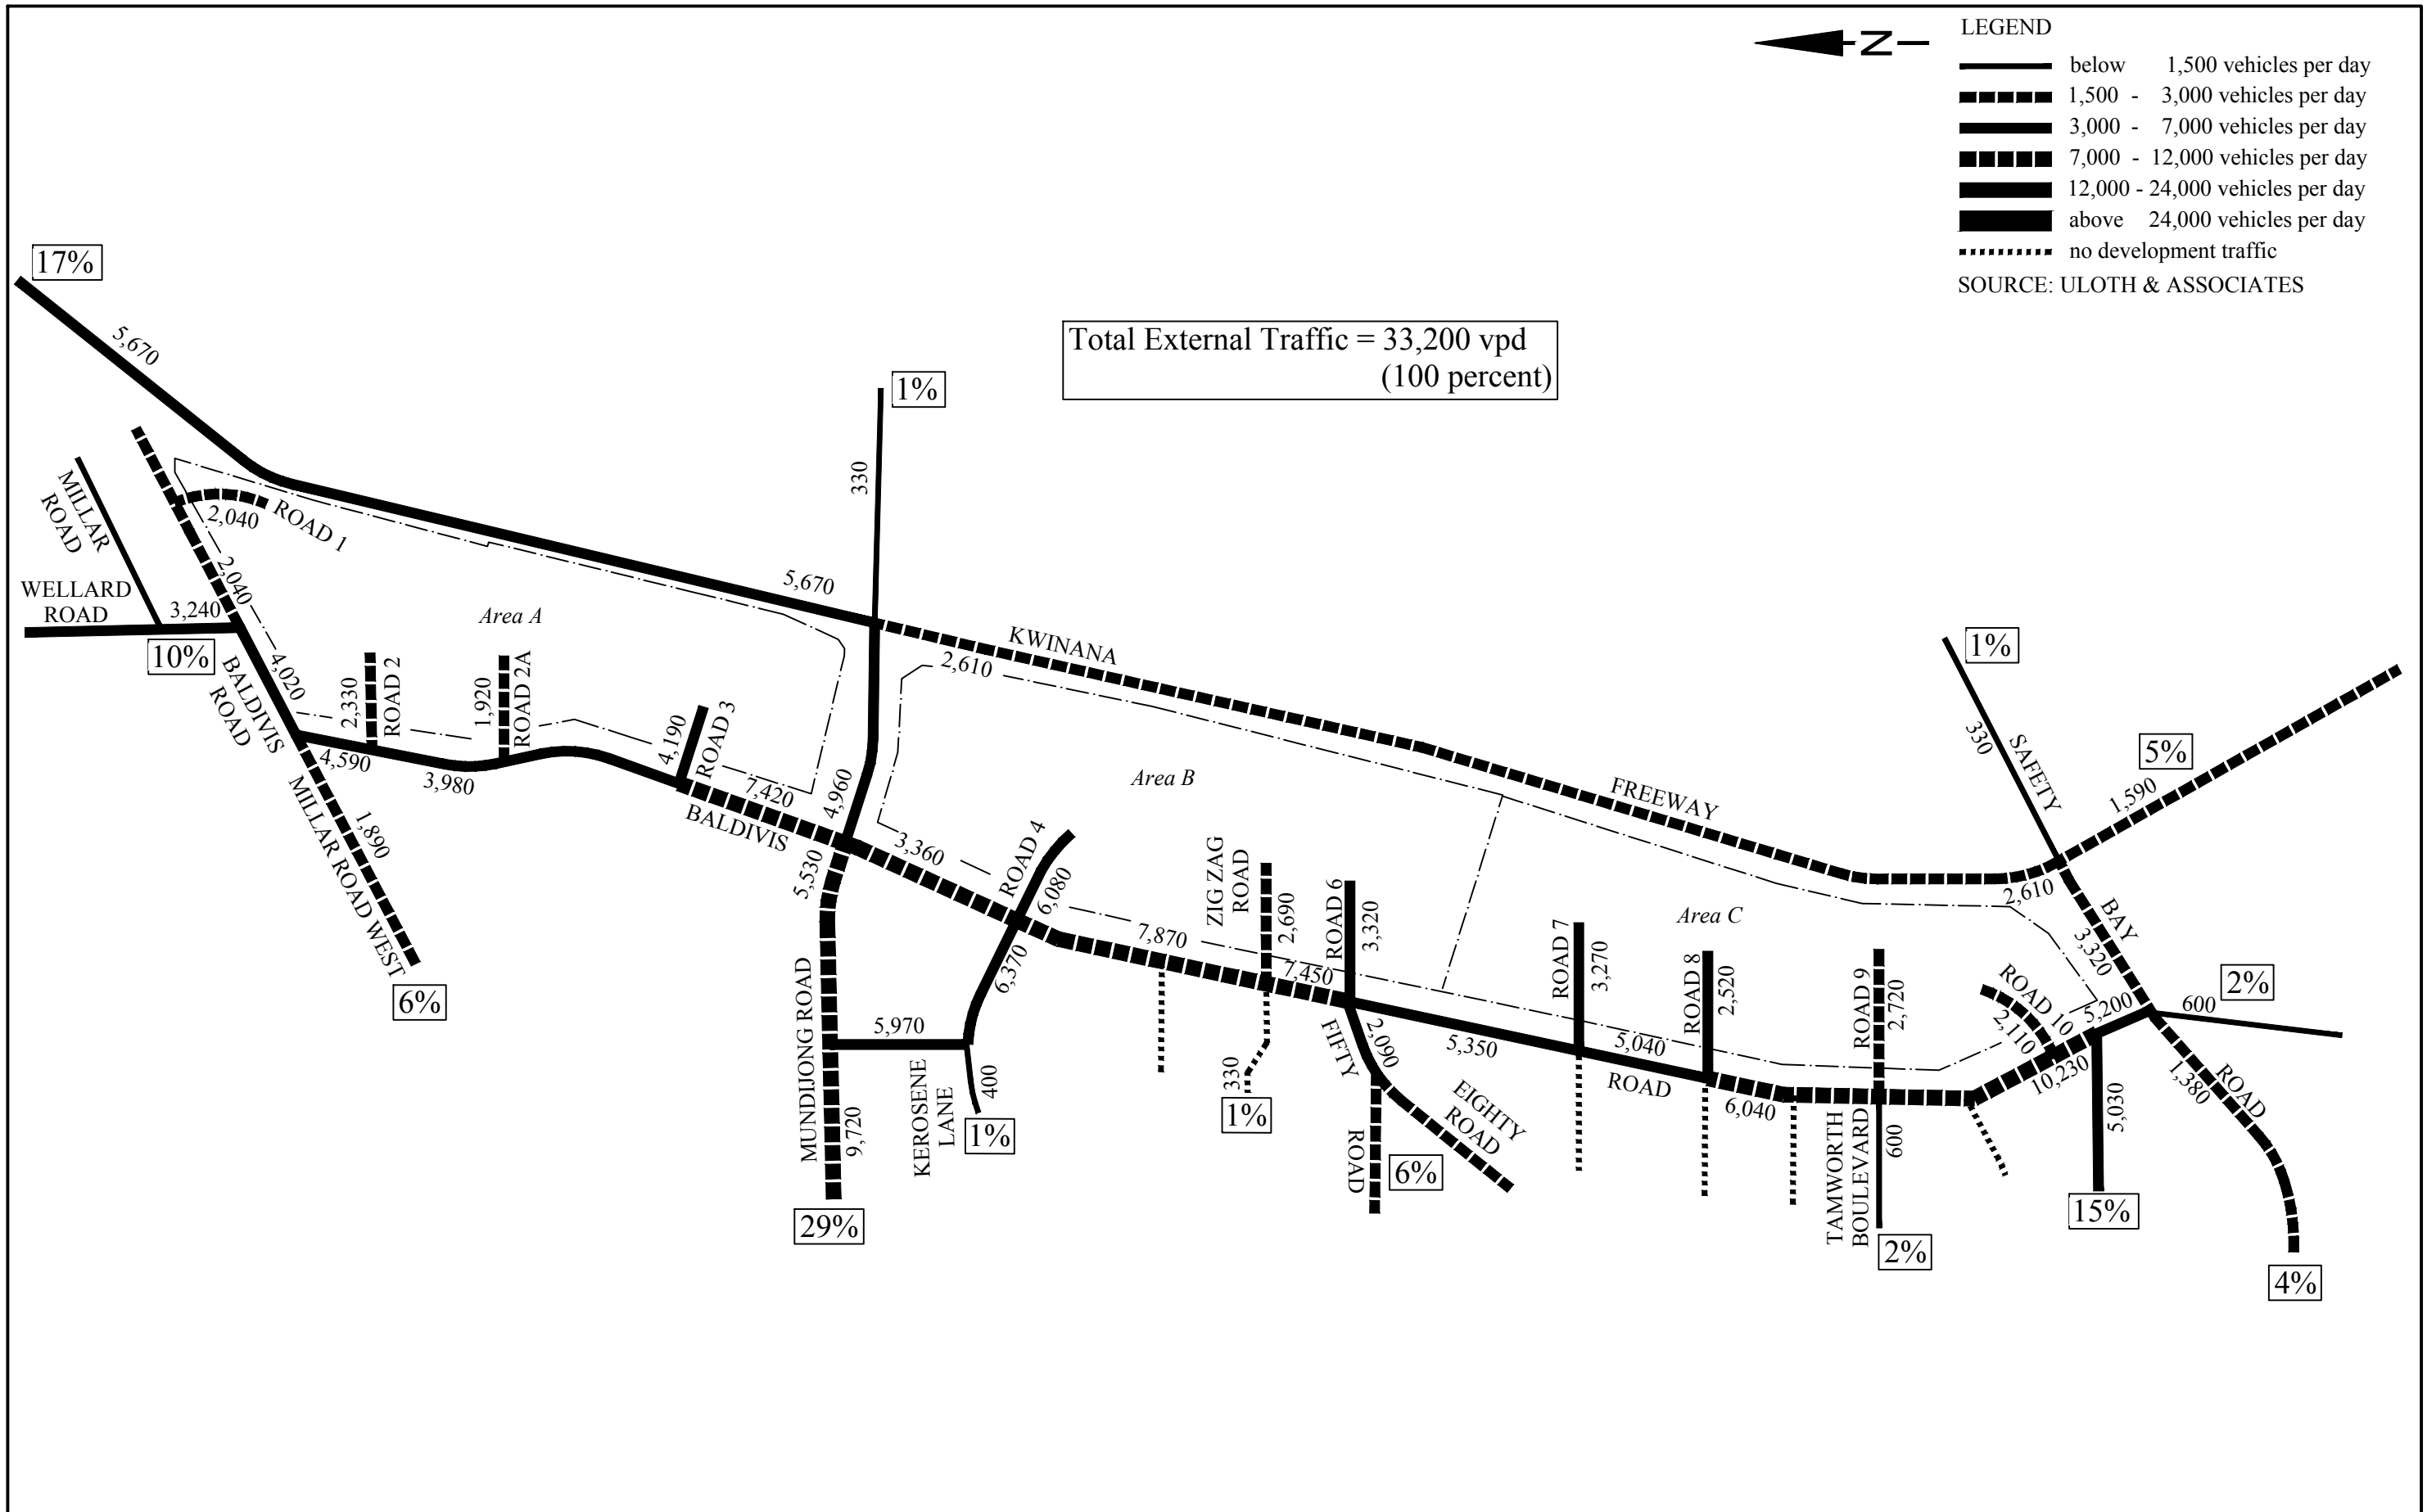 N
LEGEND
below 1,500 vehicles per day
1,500 - 3,000 vehicles per day
3,000 - 7,000 vehicles per day
7,000 - 12,000 vehicles per day
12,000 - 24,000 vehicles per day
above 24,000 vehicles per day
no development traffic
SOURCE: ULOTH & ASSOCIATES
Total External Traffic = 33,200 vpd
(100 percent)
17%
5,670
1%
330
MILLAR
ROAD
2,040
ROAD 1
WELLARD
ROAD
3,240
2,040
10%
BALDIVIS
ROAD
4,020
Area A
5,670
2,330
ROAD 2
1,920
ROAD 2A
4,590
3,980
4,190
ROAD 3
7,420
BALDIVIS
4,960
MILLAR ROAD WEST
1,890
6%
KWINANA
2,610
Area B
FREEWAY
3,360
5,530
ROAD 4
6,080
6,370
MUNDIJONG ROAD
9,720
29%
5,970
KEROSENE
LANE
400
1%
7,870
ZIG ZAG
ROAD
2,690
330
1%
7,450
ROAD 6
3,320
FIFTY
ROAD
2,090
EIGHTY
ROAD
6%
5,350
ROAD 7
3,270
5,040
ROAD
Area C
ROAD 8
2,520
6,040
ROAD 9
2,720
TAMWORTH
BOULEVARD
600
2%
ROAD 10
2,110
10,230
5,200
5,030
15%
2,610
1%
330
SAFETY
BAY
ROAD
3,320
5%
1,590
2%
600
1,380
4%